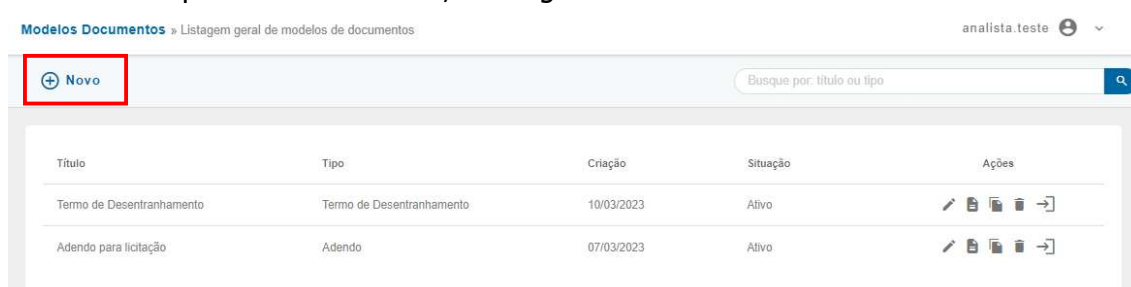 Modelos Documentos » Listagem geral de modelos de documentos analista.teste
Novo Busque por: título ou tipo
Título Tipo Criação Situação Ações
Termo de Desentranhamento Termo de Desentranhamento 10/03/2023 Ativo
Adendo para licitação Adendo 07/03/2023 Ativo